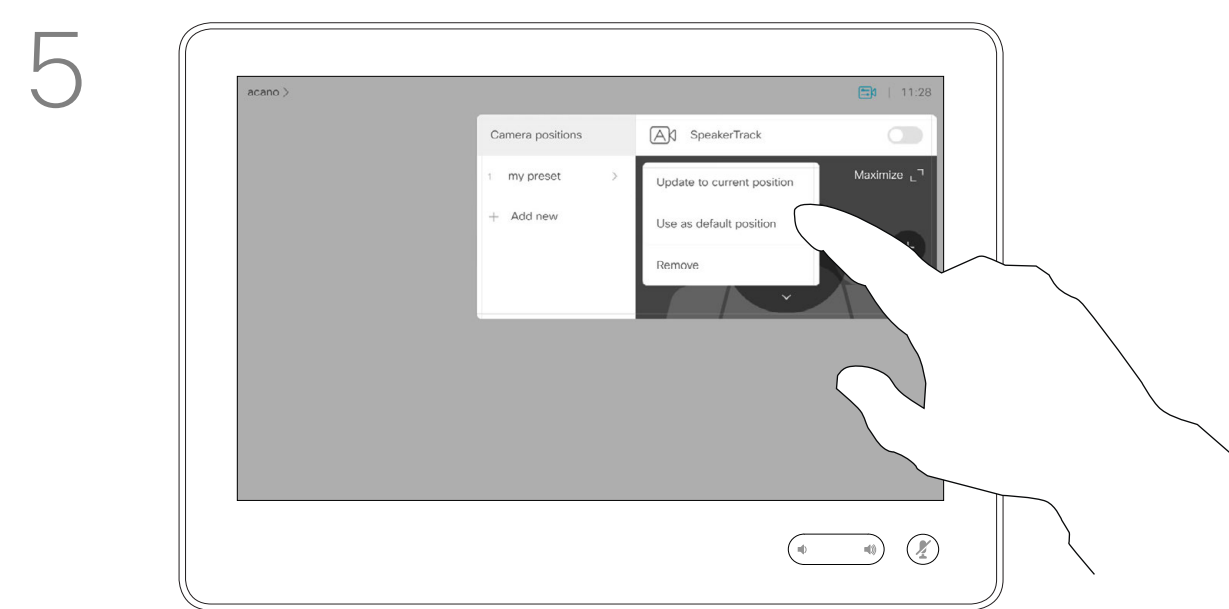 5
acano >
11:28
Camera positions
A SpeakerTrack
1 my preset >
Update to current position
Maximize
+ Add new
Use as default position
Remove